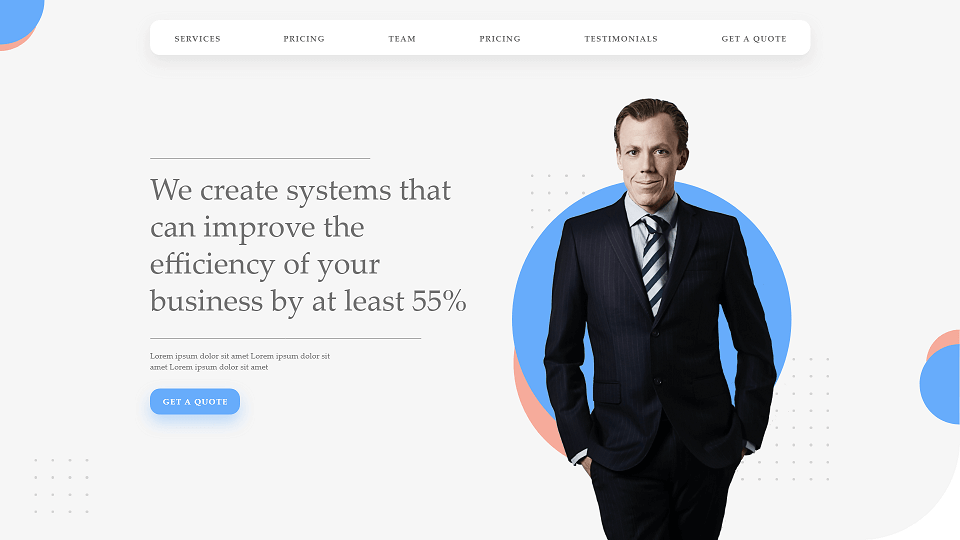 SERVICES PRICING TEAM PRICING TESTIMONIALS GET A QUOTE
We create systems that
can improve the
efficiency of your
business by at least 55%
Lorem ipsum dolor sit amet Lorem ipsum dolor sit
amet Lorem ipsum dolor sit amet
GET A QUOTE